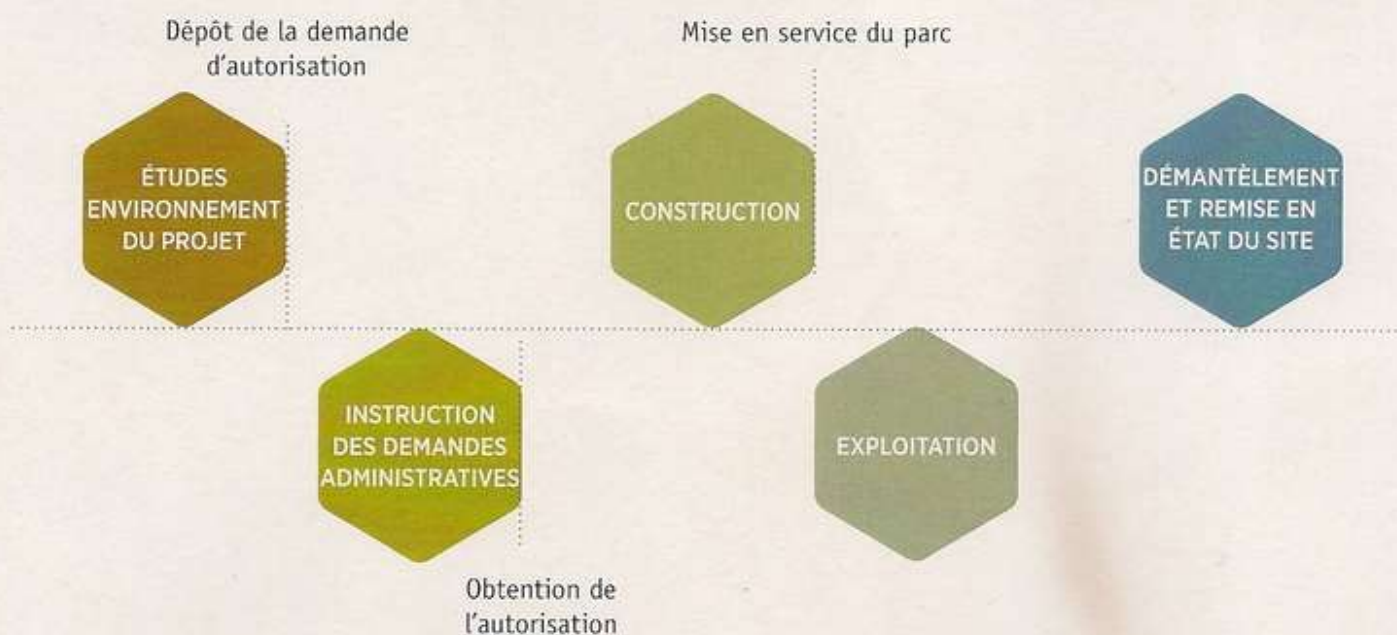 Dépôt de la demande
d'autorisation
Mise en service du parc
ÉTUDES
ENVIRONNEMENT
DU PROJET
CONSTRUCTION
DÉMANTÈLEMENT
ET REMISE EN
ÉTAT DU SITE
INSTRUCTION
DES DEMANDES
ADMINISTRATIVES
EXPLOITATION
Obtention de
l'autorisation